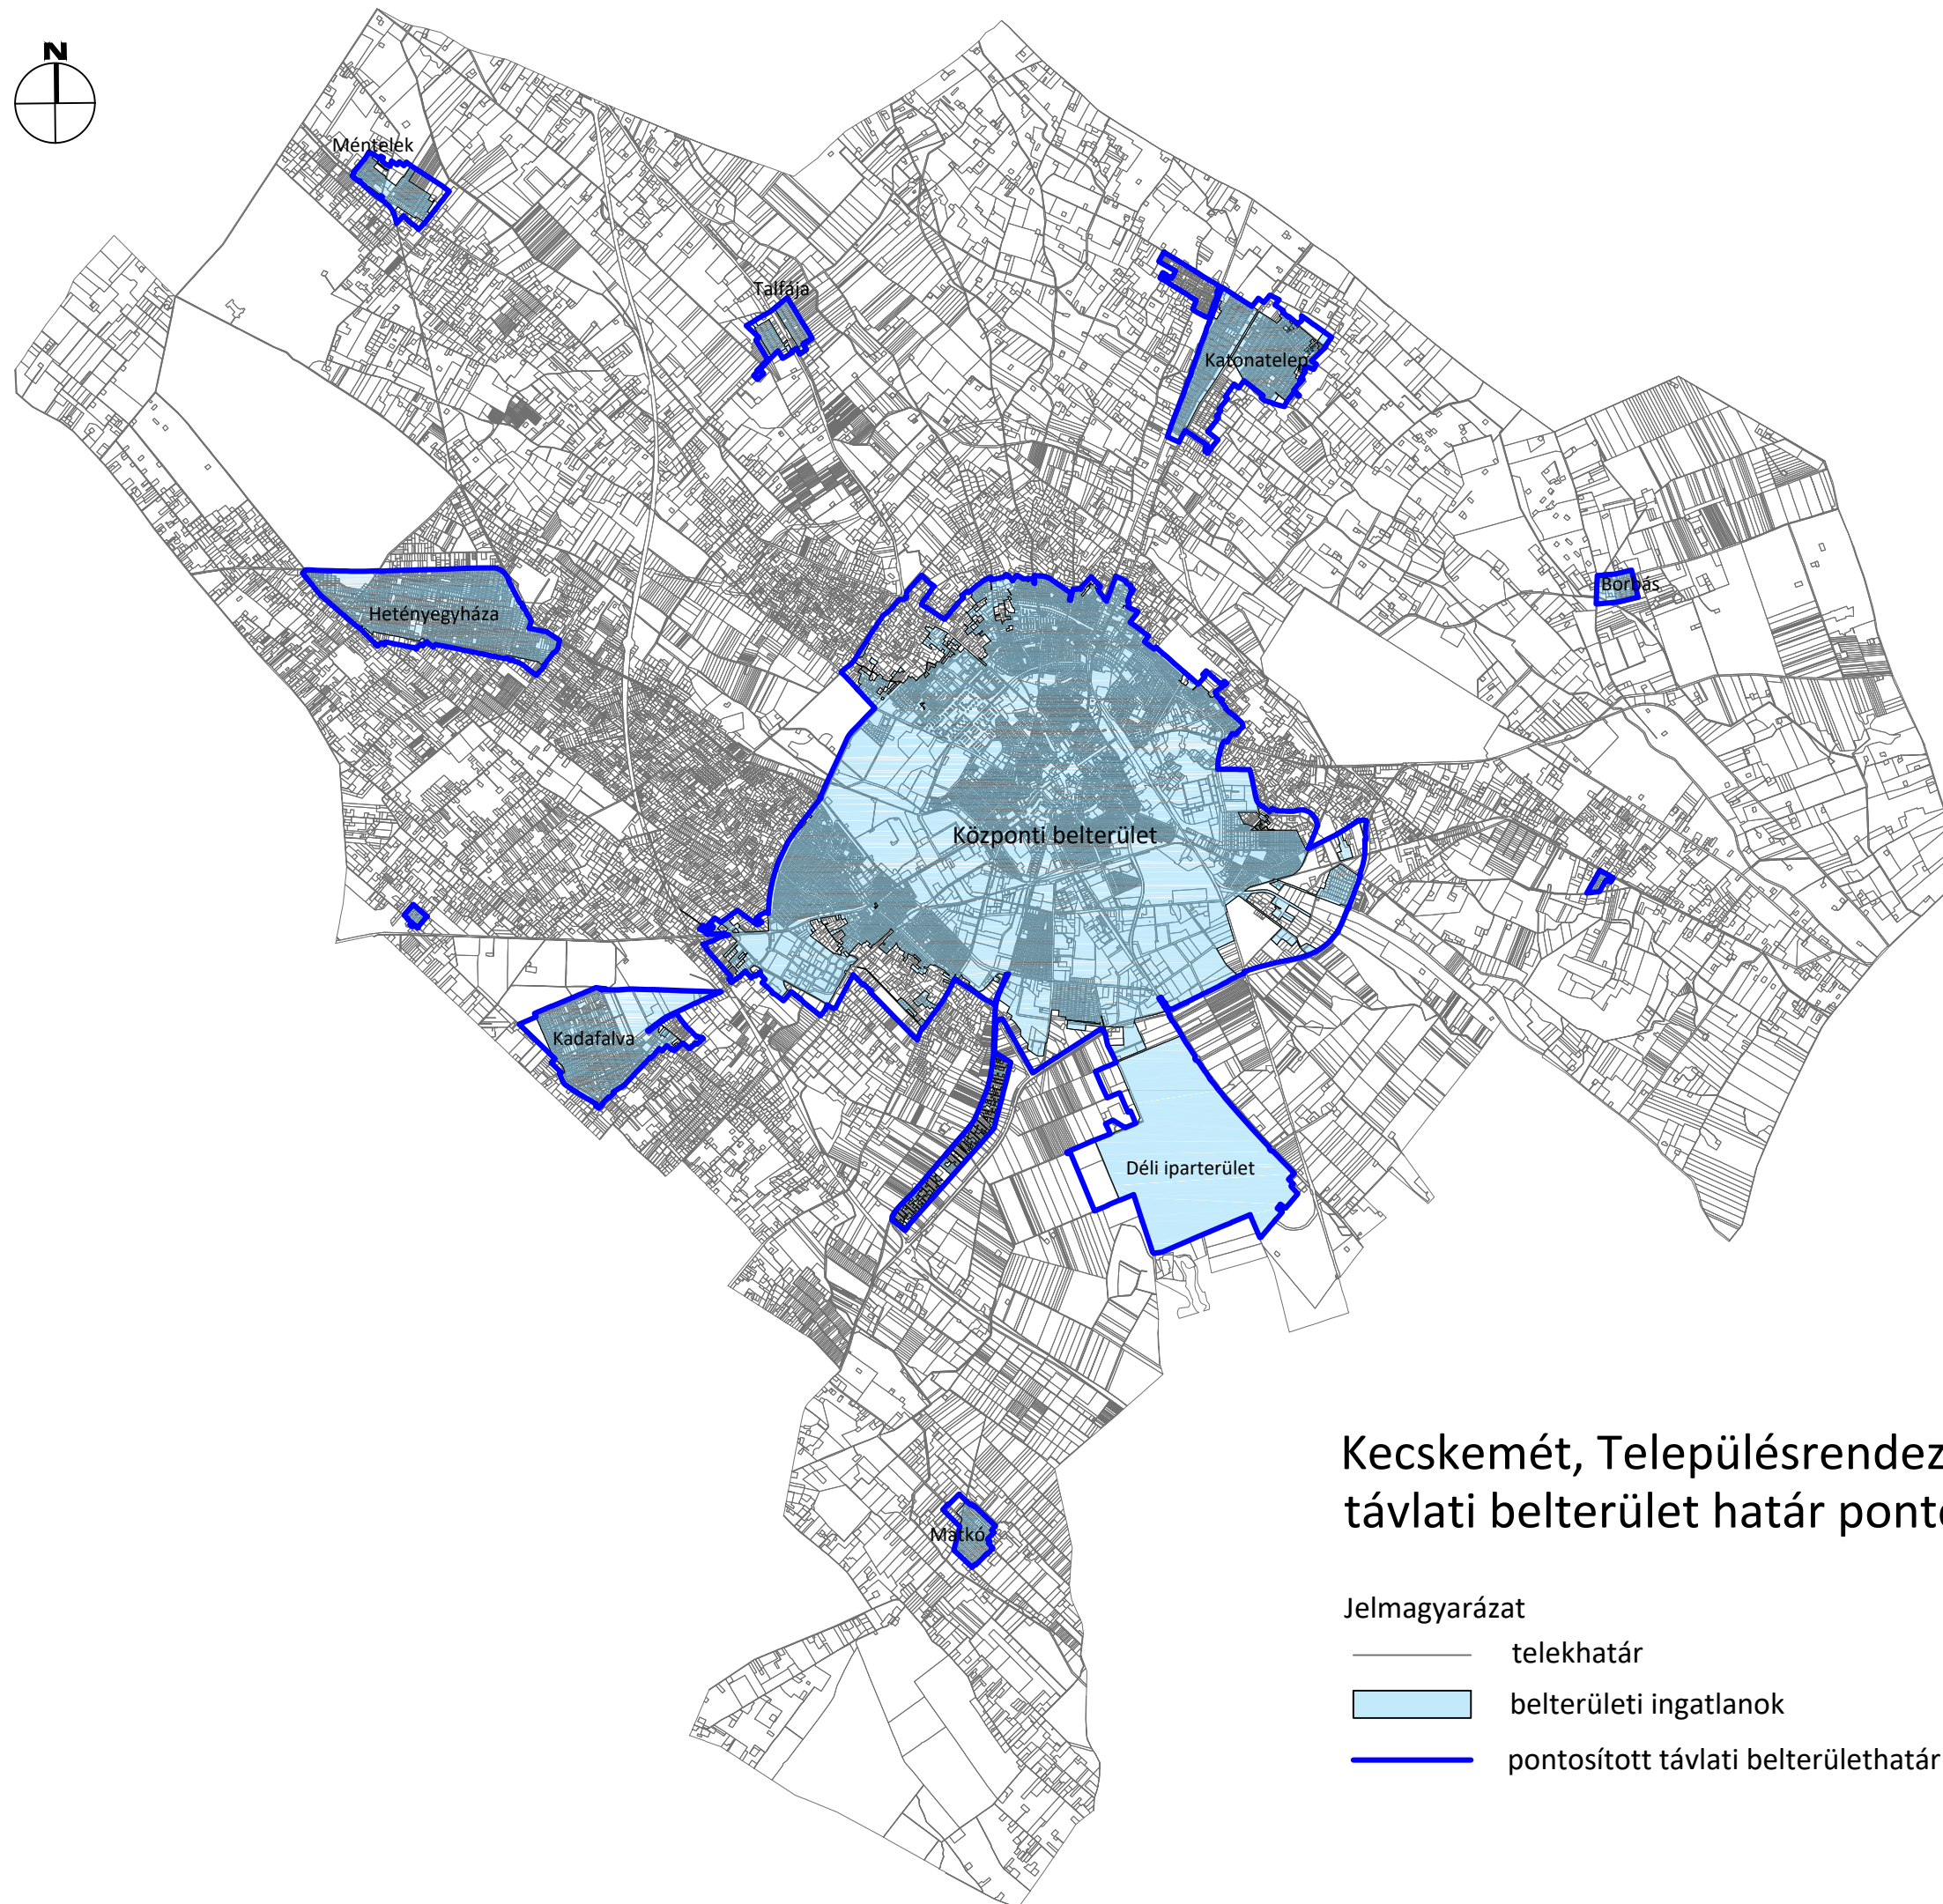 N
Méntelek
Talfája
Katonatelep
Borbás
Hetényegyháza
Központi belterület
Kadafalva
Déli iparterület
Matkó
Kecskemét, Településrendez
távlati belterület határ pont
Jelmagyarázat
telekhatár
belterületi ingatlanok
pontosított távlati belterülethatár